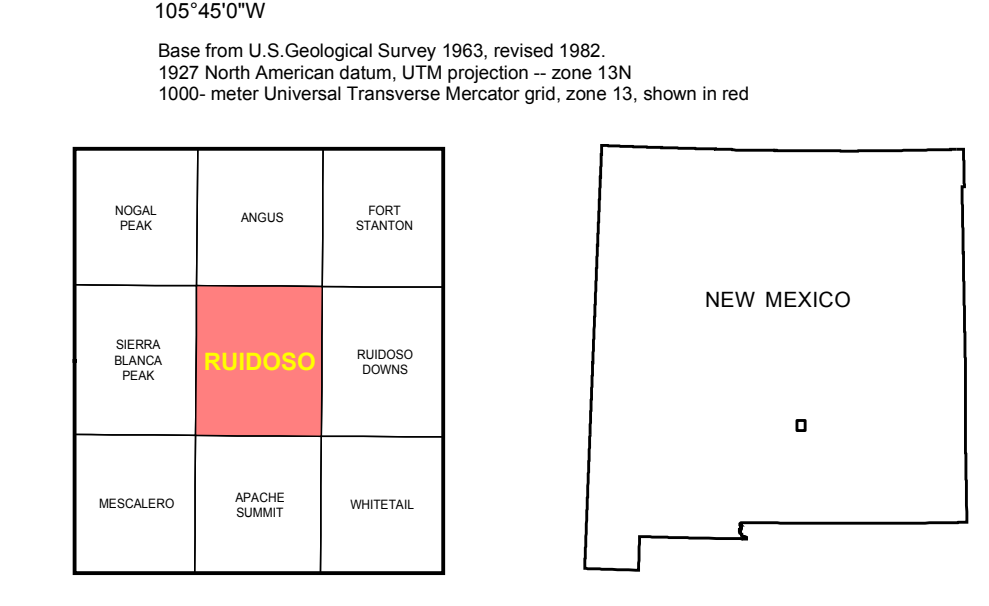 105°45'0"W
Base from U.S.Geological Survey 1963, revised 1982.
1927 North American datum, UTM projection -- zone 13N
1000- meter Universal Transverse Mercator grid, zone 13, shown in red
NOGAL
PEAK
ANGUS
FORT
STANTON
SIERRA
BLANCA
PEAK
RUIDOSO
RUIDOSO
DOWNS
MESCALERO
APACHE
SUMMIT
WHITETAIL
NEW MEXICO